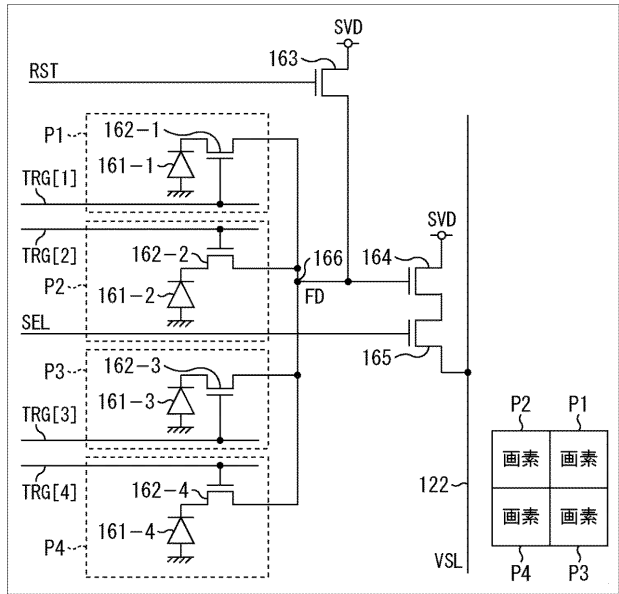 SVD
163
RST
P1
162-1
161-1
TRG[1]
TRG[2]
162-2
P2
161-2
166
FD
SVD
164
SEL
165
P3
162-3
161-3
TRG[3]
TRG[4]
162-4
161-4
P4
122
VSL
P2 P1
画素 画素
画素 画素
P4 P3